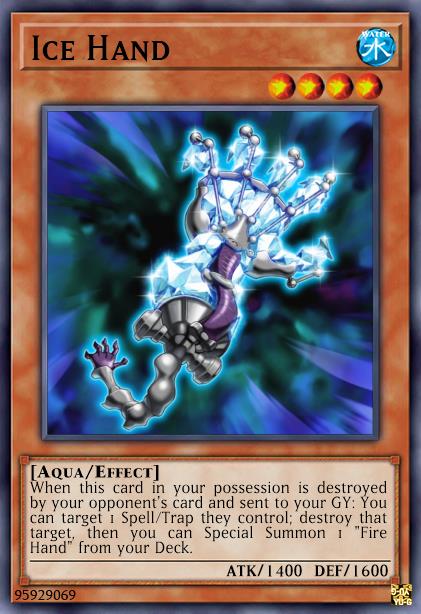 Ice Hand
WATER
水
[Aqua/Effect]
When this card in your possession is destroyed
by your opponent's card and sent to your GY: You
can target 1 Spell/Trap they control; destroy that
target, then you can Special Summon 1 "Fire
Hand" from your Deck.
ATK/1400 DEF/1600
95929069